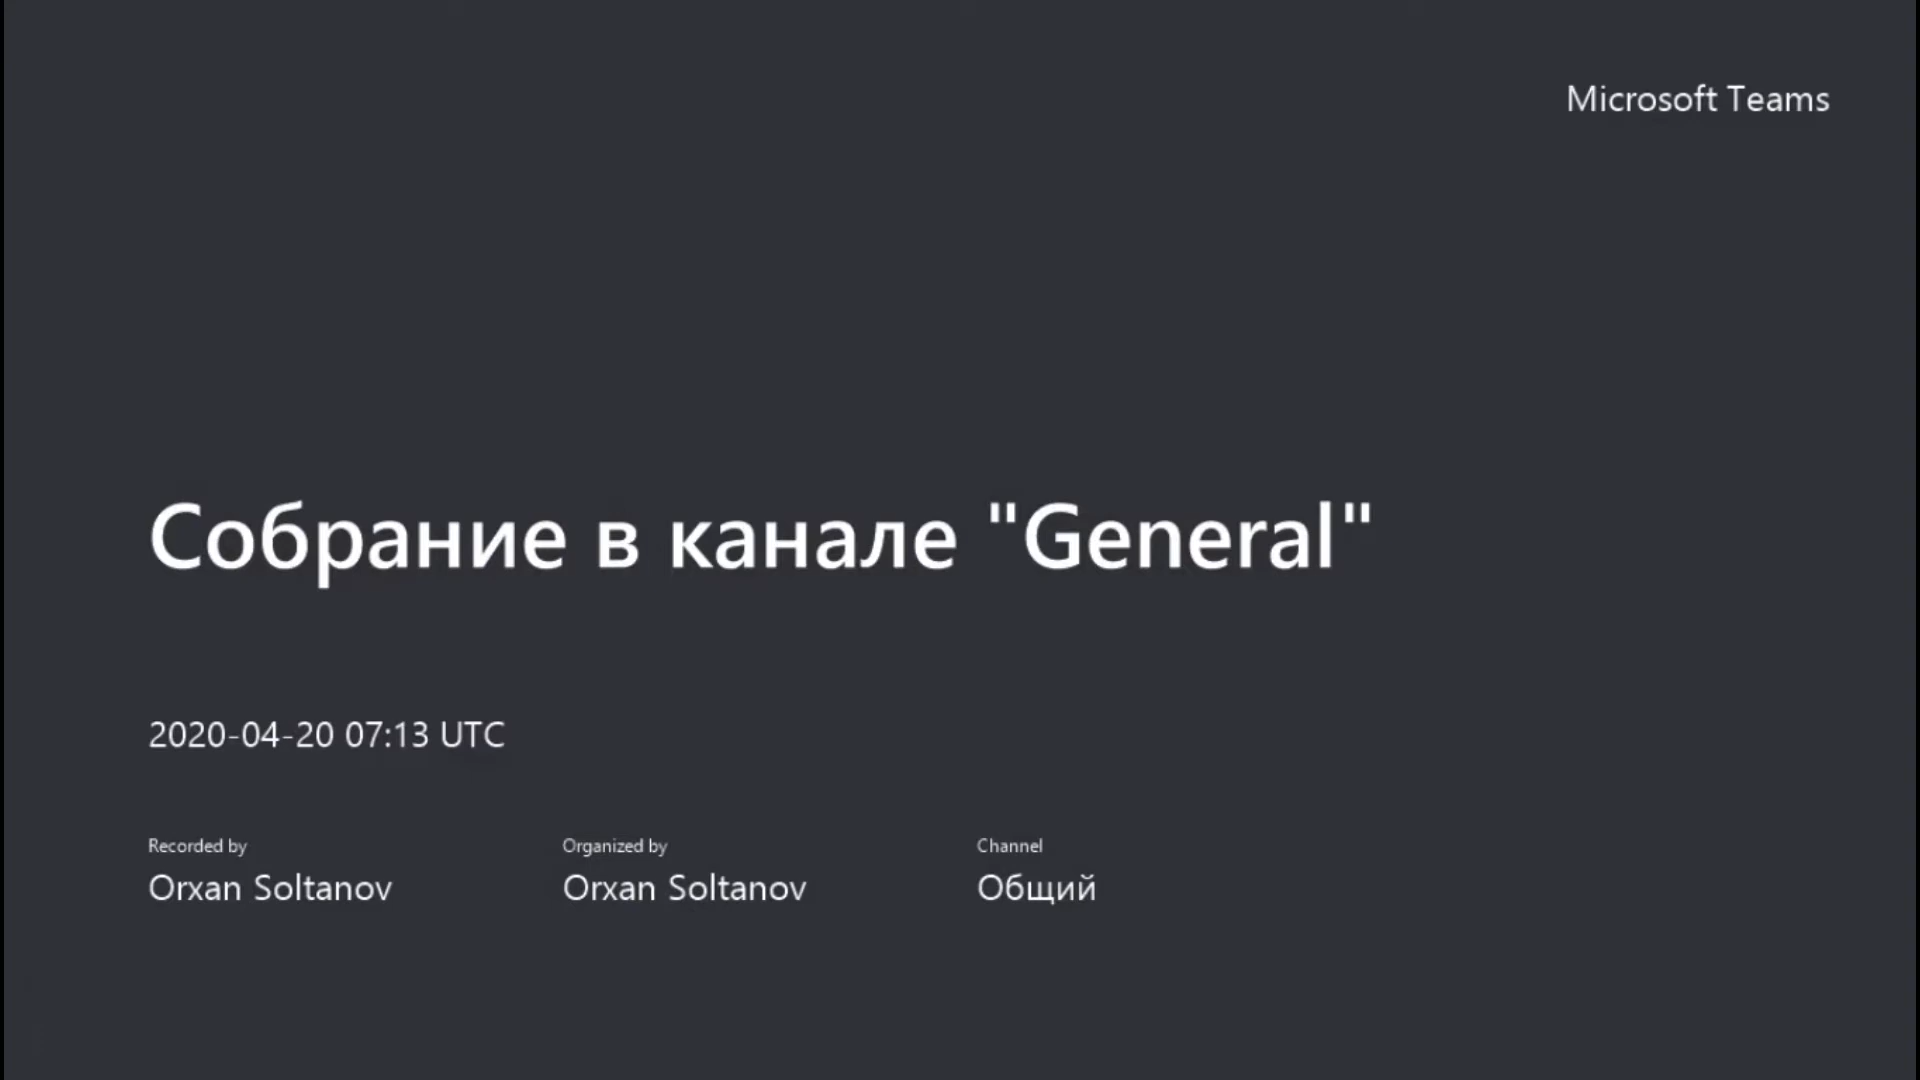 Microsoft Teams
Собрание в канале "General"
2020-04-20 07:13 UTC
Recorded by
Orxan Soltanov
Organized by
Orxan Soltanov
Channel
Общий